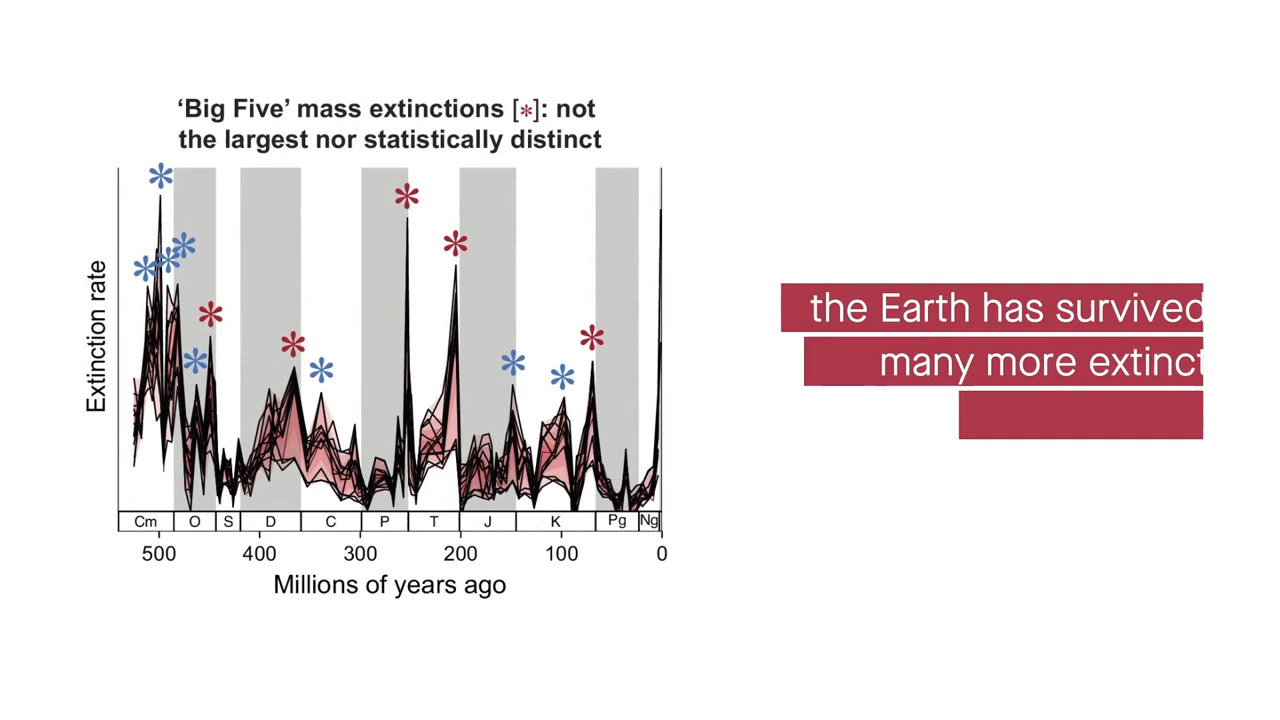 ‘Big Five’ mass extinctions [*]: not
the largest nor statistically distinct
Extinction rate
Cm O S D C P T J K Pg Ng
500 400 300 200 100 0
Millions of years ago
the Earth has survived
many more extinct